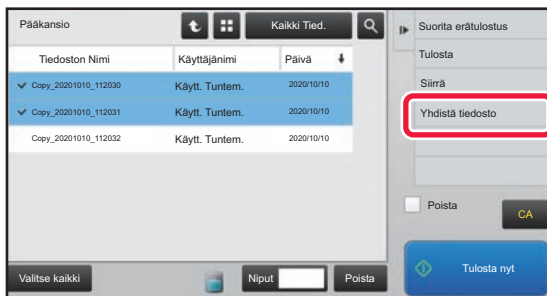 Pääkansio
Kaikki Tied.
Tiedoston Nimi Käyttäjänimi Päivä
Copy_20201010_112030 Käytt. Tuntem. 2020/10/10
Copy_20201010_112031 Käytt. Tuntem. 2020/10/10
Copy_20201010_112032 Käytt. Tuntem. 2020/10/10
Valitse kaikki
Niput
Poista
Suorita erätulostus
Tulosta
Siirrä
Yhdistä tiedosto
Poista
CA
Tulosta nyt